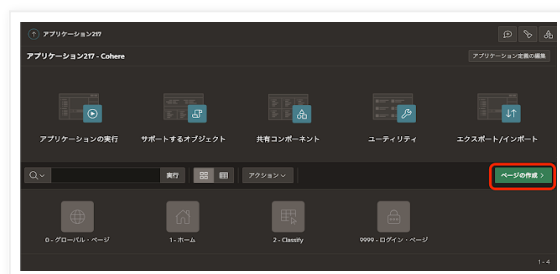 アプリケーション217
アプリケーション217 - Cohere
アプリケーション定義の編集
アプリケーションの実行
サポートするオブジェクト
共有コンポーネント
ユーティリティ
エクスポート/インポート
実行
アクション
ページの作成
0 - グローバル・ページ
1 - ホーム
2 - Classify
9999 - ログイン・ページ
1 - 4